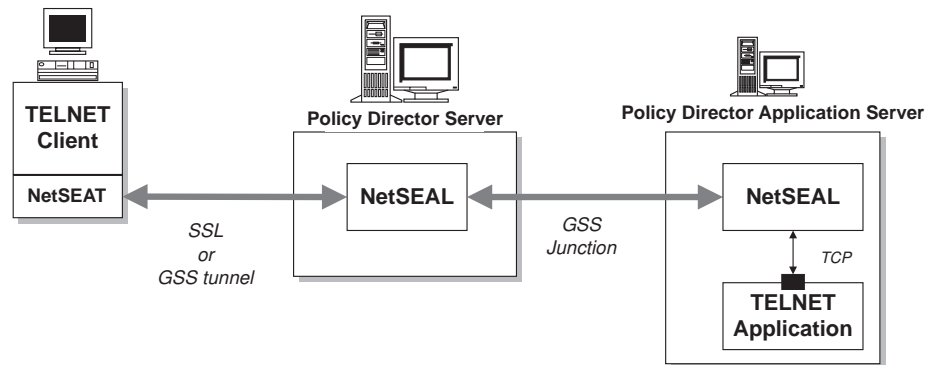 TELNET
Client
NetSEAT
SSL
or
GSS tunnel
Policy Director Server
NetSEAL
GSS
Junction
Policy Director Application Server
NetSEAL
TCP
TELNET
Application